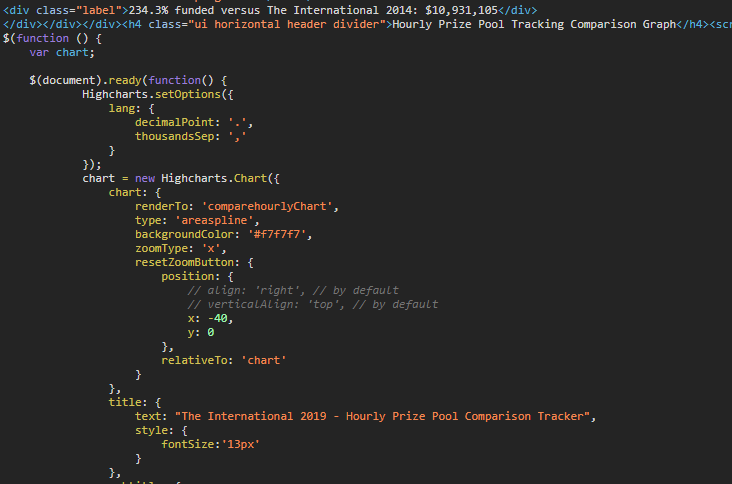 <div class="label">234.3% funded versus The International 2014: $10,931,105</div>
</div></div></div><h4 class="ui horizontal header divider">Hourly Prize Pool Tracking Comparison Graph</h4><scr
$(function () {
    var chart;

    $(document).ready(function() {
            Highcharts.setOptions({
                lang: {
                    decimalPoint: '.',
                    thousandsSep: ','
                }
            });
            chart = new Highcharts.Chart({
                chart: {
                    renderTo: 'comparehourlyChart',
                    type: 'areaspline',
                    backgroundColor: '#f7f7f7',
                    zoomType: 'x',
                    resetZoomButton: {
                        position: {
                            // align: 'right', // by default
                            // verticalAlign: 'top', // by default
                            x: -40,
                            y: 0
                        },
                        relativeTo: 'chart'
                    }
                },
                title: {
                    text: "The International 2019 - Hourly Prize Pool Comparison Tracker",
                    style: {
                        fontSize:'13px'
                    }
                },